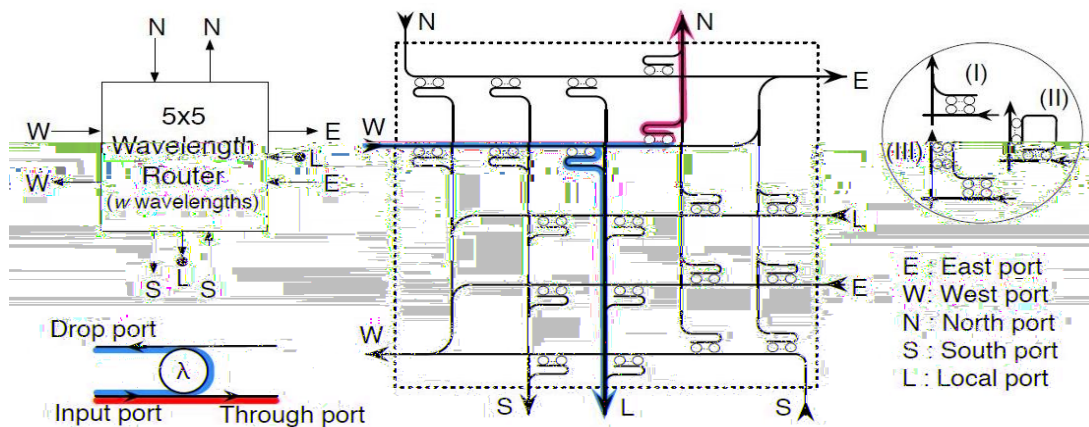 N
N
5x5
Wavelength
Router
(w wavelengths)
W
W
E
L
E
S
L
S
Drop port
λ
Input port
Through port
N
N
E
W
L
E
W
S
L
S
(I)
(II)
(III)
E : East port
W: West port
N : North port
S : South port
L : Local port